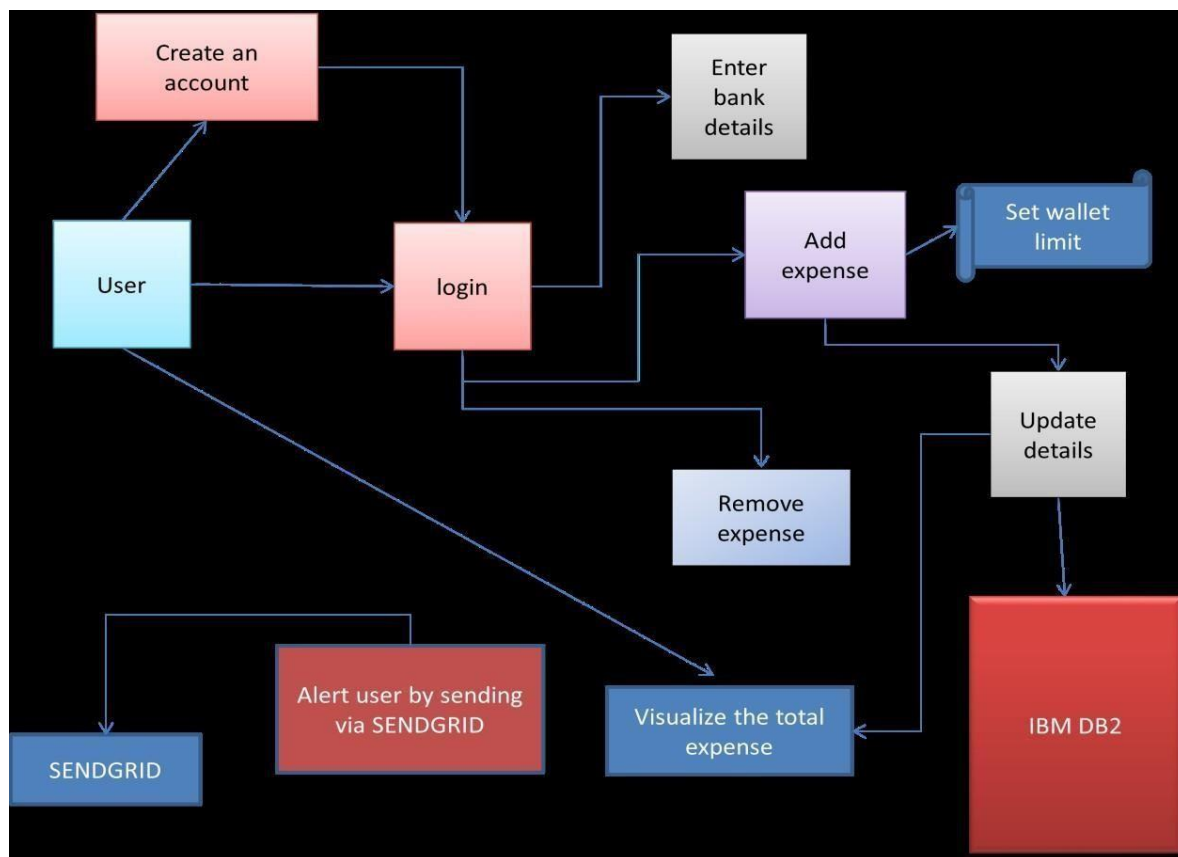 Create an
account
Enter
bank
details
Set wallet
limit
Add
expense
User
login
Update
details
Remove
expense
Alert user by sending
via SENDGRID
Visualize the total
expense
IBM DB2
SENDGRID